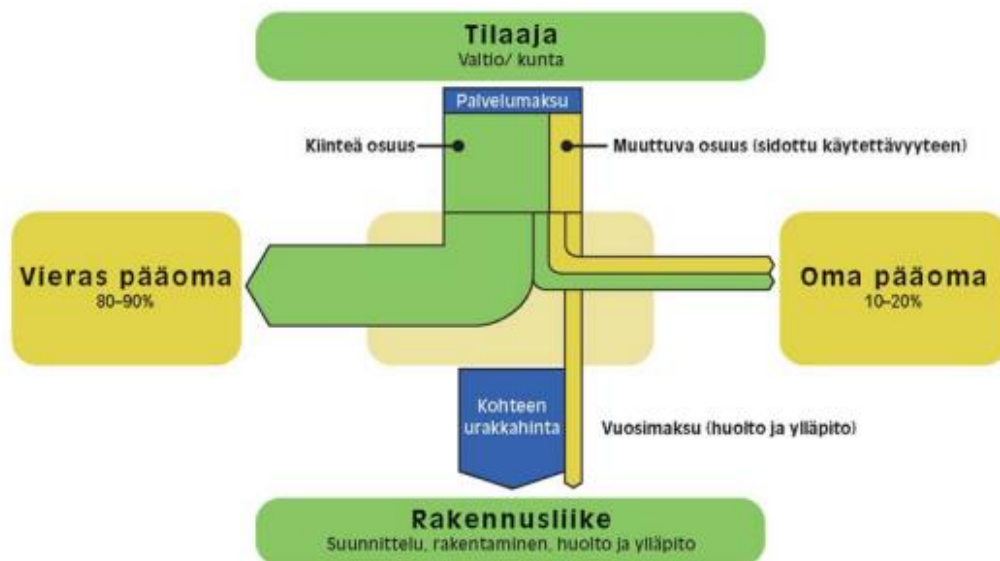 Tilaaja
Valtio/ kunta
Palvelumaksu
Kiinteä osuus
Muuttuva osuus (sidottu käytettävyyteen)
Vieras pääoma
80–90%
Oma pääoma
10–20%
Kohteen
urakkahinta
Vuosimaksu (huolto ja ylläpito)
Rakennusliike
Suunnittelu, rakentaminen, huolto ja ylläpito